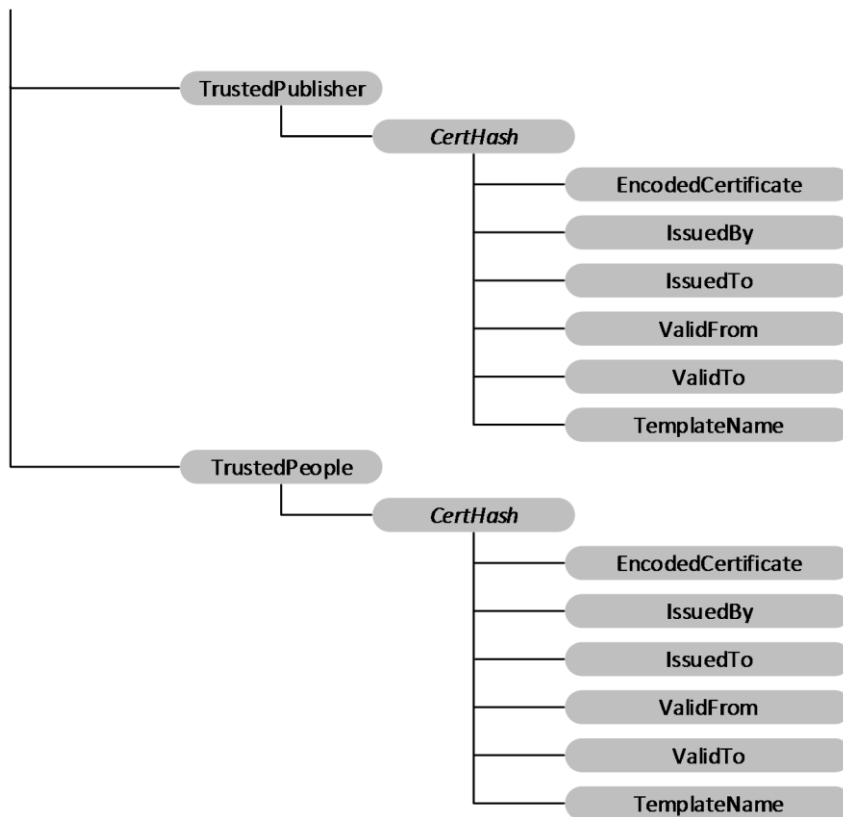 TrustedPublisher
CertHash
EncodedCertificate
IssuedBy
IssuedTo
ValidFrom
ValidTo
TemplateName
TrustedPeople
CertHash
EncodedCertificate
IssuedBy
IssuedTo
ValidFrom
ValidTo
TemplateName